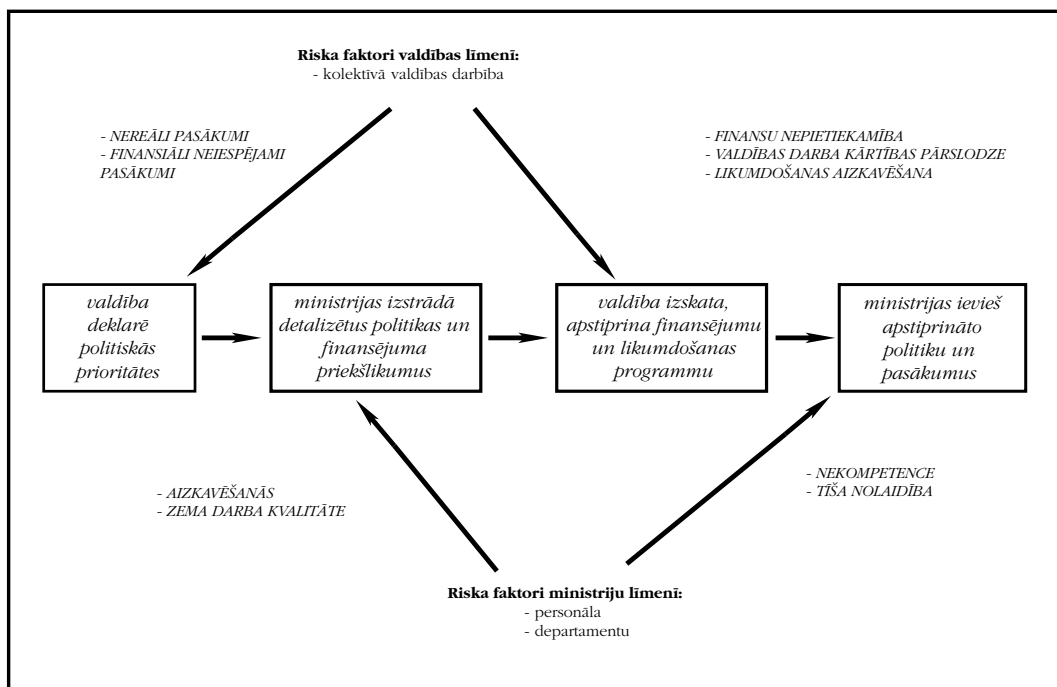 Riska faktori valdības līmenī:
- kolektīvā valdības darbība
- NEREĀLI PASĀKUMI
- FINANSIĀLI NEIESPĒJAMI
PASĀKUMI
- FINANSU NEPIETIEKAMĪBA
- VALDĪBAS DARBA KĀRTĪBAS PĀRSLODZE
- LIKUMDOŠANAS AIZKAVĒŠANA
valdība
deklarē
politiskās
prioritātes
ministrijas izstrādā
detalizētus politikas un
finansējuma
priekšlikumus
valdība izskata,
apstiprina finansējumu
un likumdošanas
programmu
ministrijas ievieš
apstiprināto
politiku un
pasākumus
- AIZKAVĒŠANĀS
- ZEMA DARBA KVALITĀTE
- NEKOMPETENCE
- TĪŠA NOLAIDĪBA
Riska faktori ministriju līmenī:
- personāla
- departamentu